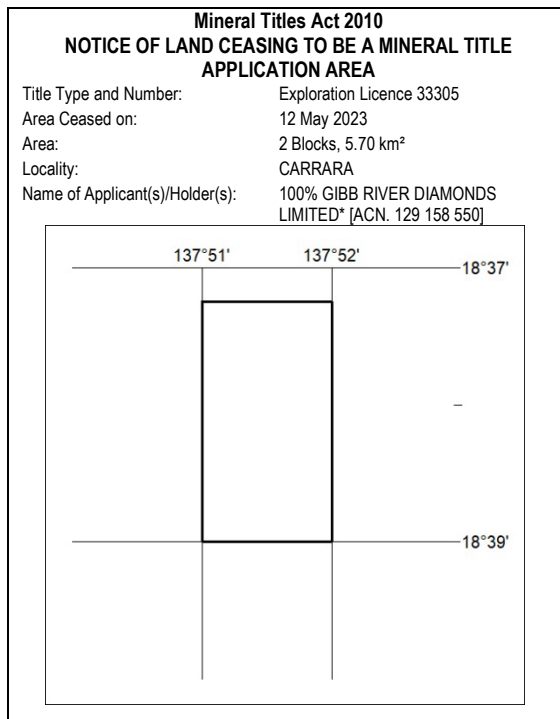 Mineral Titles Act 2010
NOTICE OF LAND CEASING TO BE A MINERAL TITLE
APPLICATION AREA
Title Type and Number: Exploration Licence 33305
Area Ceased on: 12 May 2023
Area: 2 Blocks, 5.70 km²
Locality: CARRARA
Name of Applicant(s)/Holder(s): 100% GIBB RIVER DIAMONDS
LIMITED* [ACN. 129 158 550]
137°51' 137°52'
18°37'
18°39'